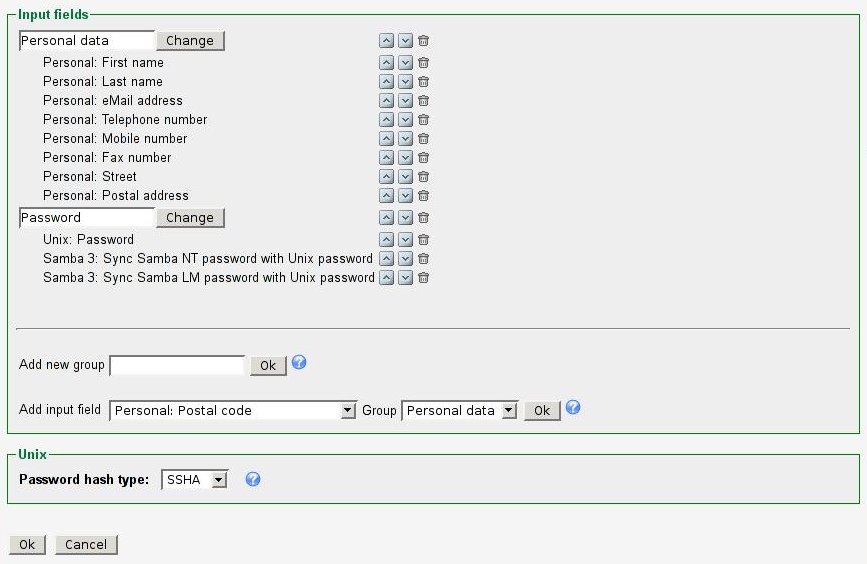 Input fields
Personal data Change
Personal: First name
Personal: Last name
Personal: eMail address
Personal: Telephone number
Personal: Mobile number
Personal: Fax number
Personal: Street
Personal: Postal address
Password Change
Unix: Password
Samba 3: Sync Samba NT password with Unix password
Samba 3: Sync Samba LM password with Unix password
Add new group Ok ?
Add input field Personal: Postal code Group Personal data Ok ?
Unix
Password hash type: SSHA ?
Ok Cancel